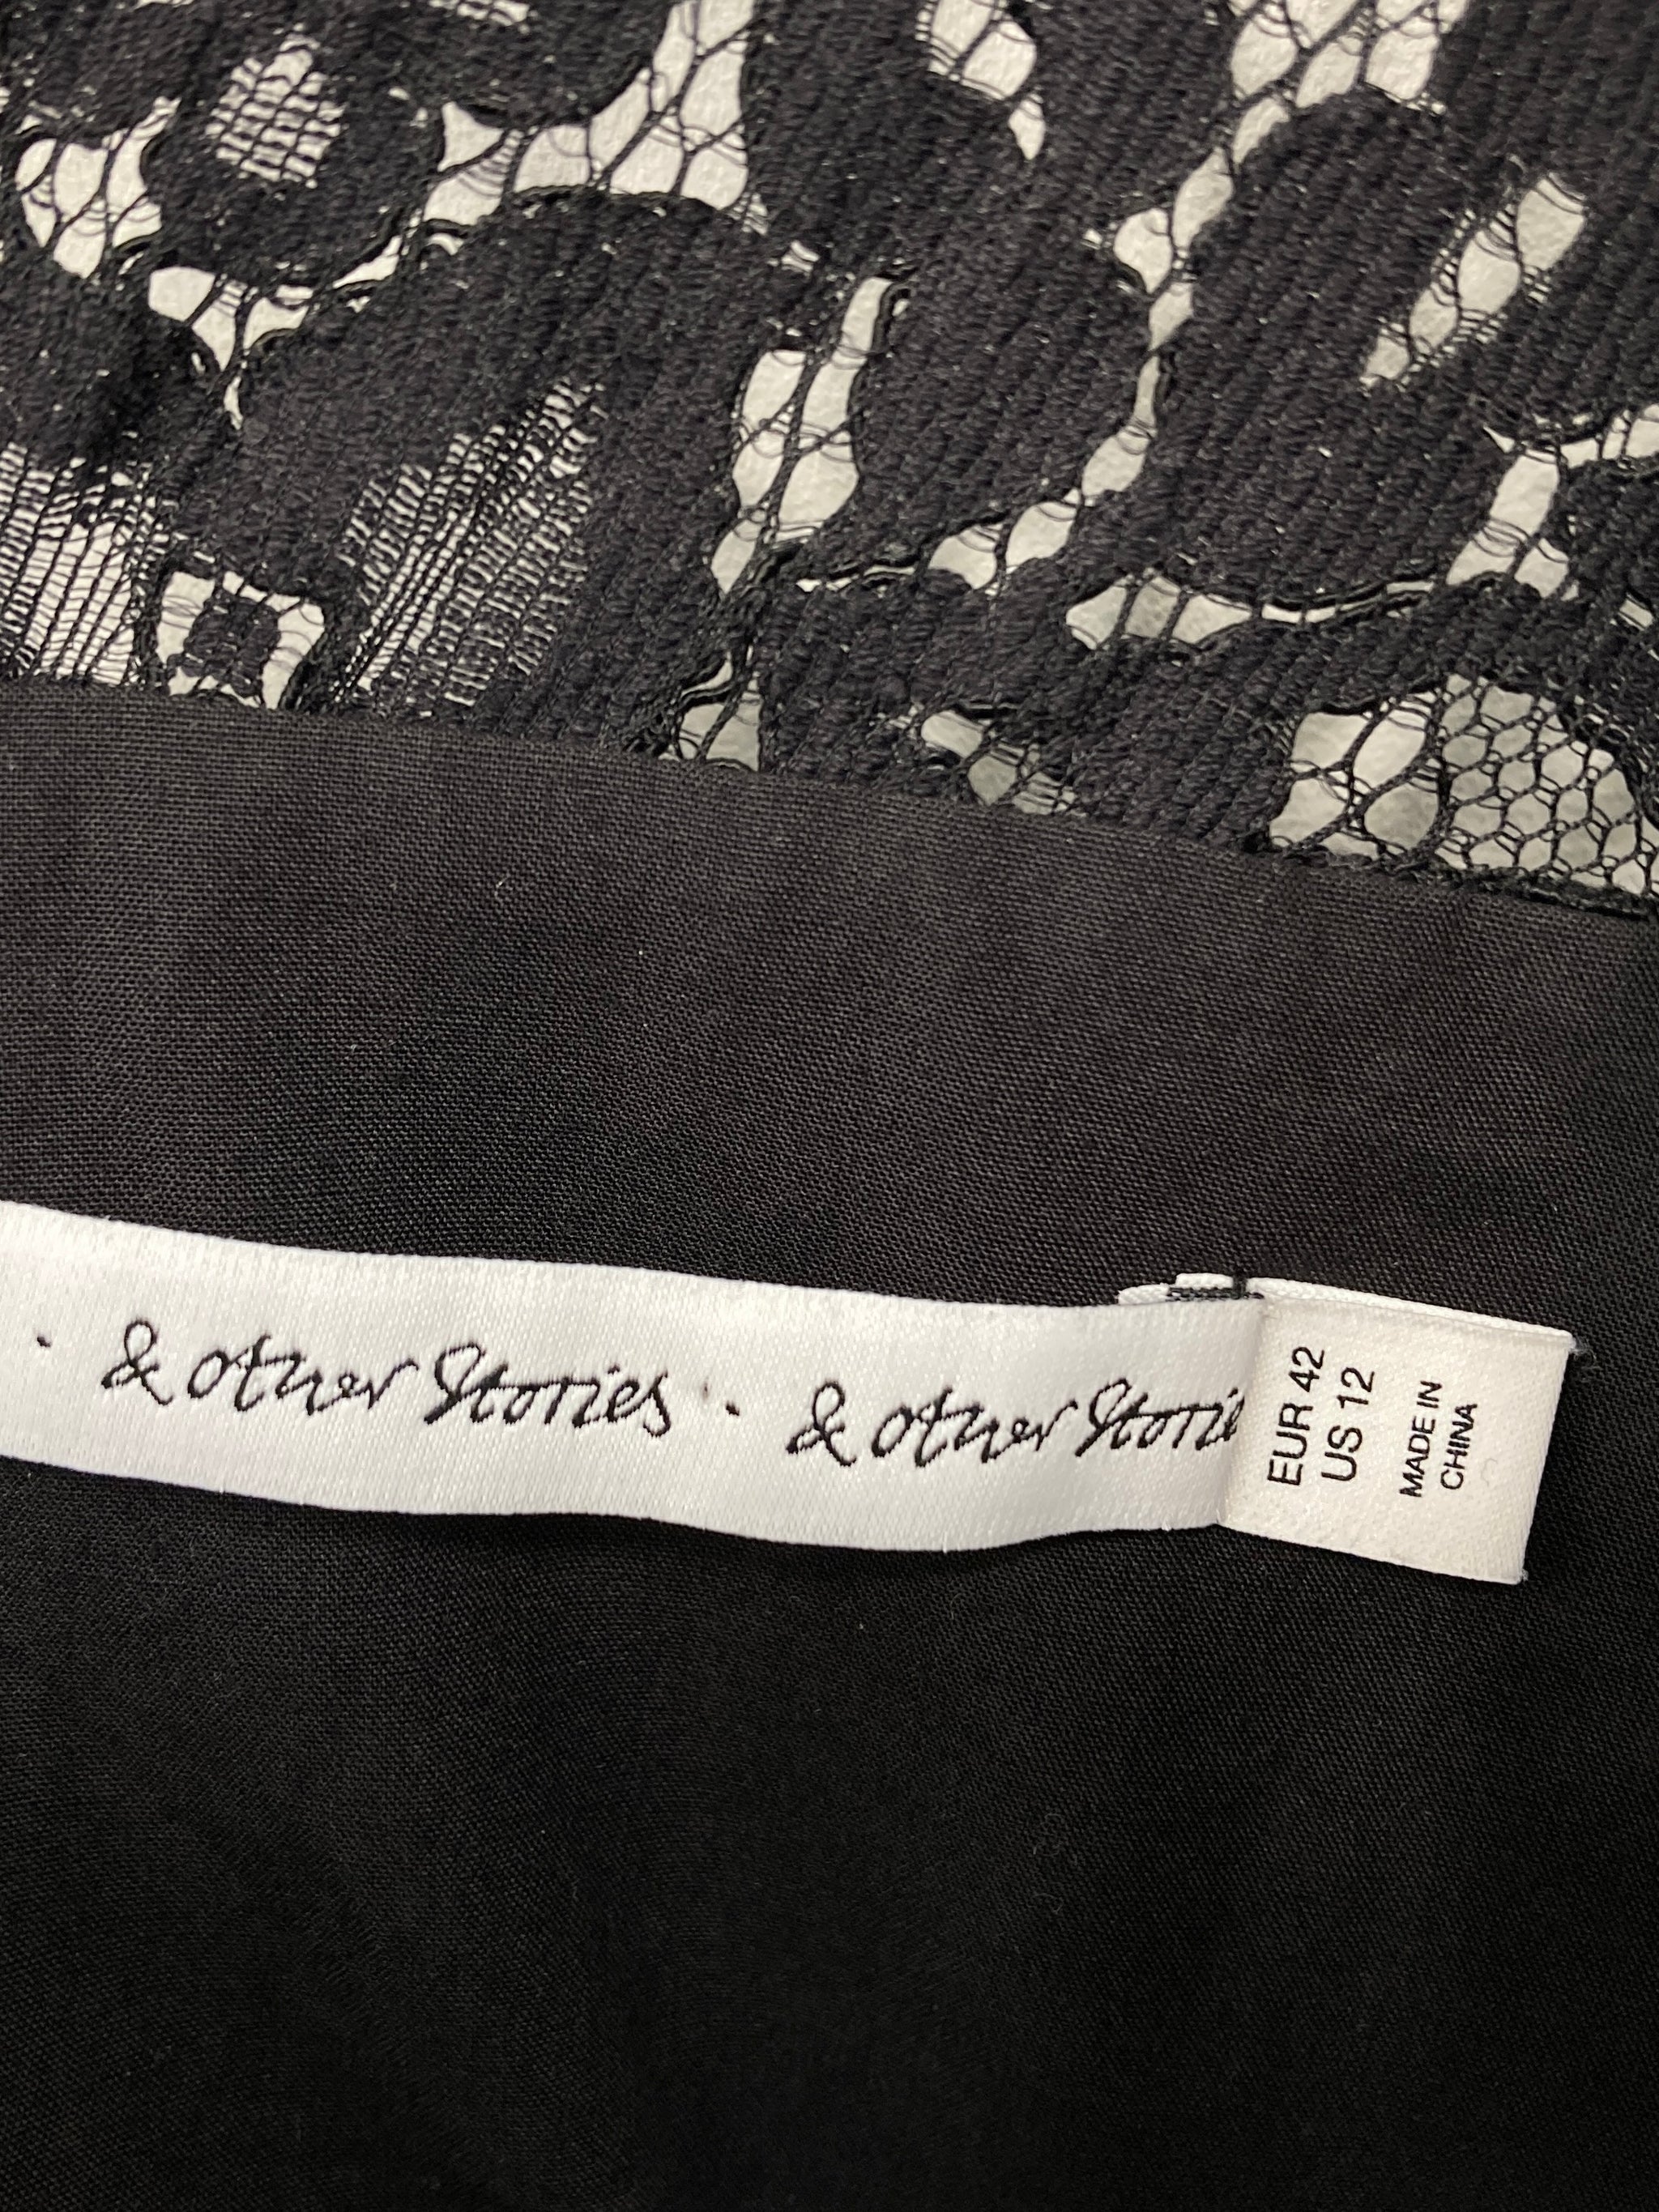 · & other Stories · & other Storie
EUR 42
US 12
MADE IN
CHINA